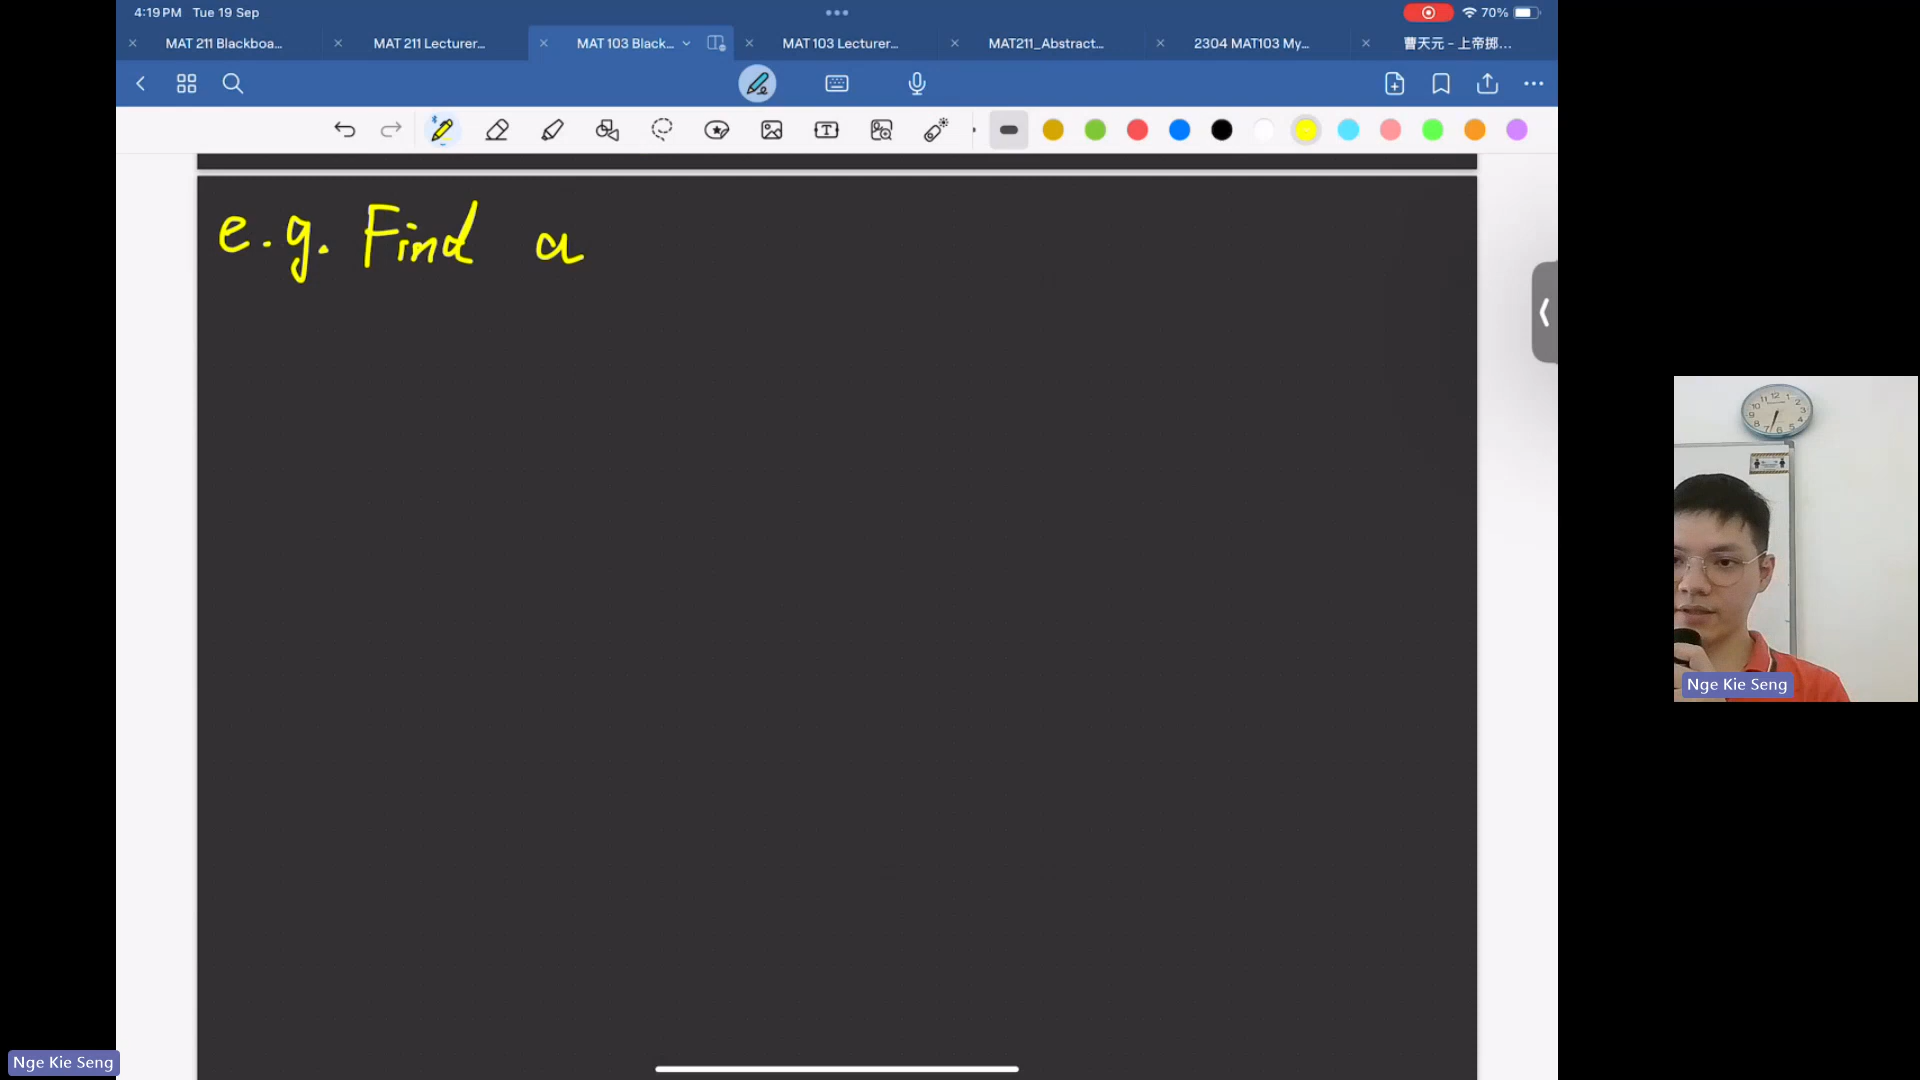 4:19 PM Tue 19 Sep
70%
MAT 211 Blackboa...
MAT 211 Lecturer...
MAT 103 Black...
MAT 103 Lecturer...
MAT211_Abstract...
2304 MAT103 My...
曹天元 - 上帝掷...
e.g. Find a
Nge Kie Seng
Nge Kie Seng